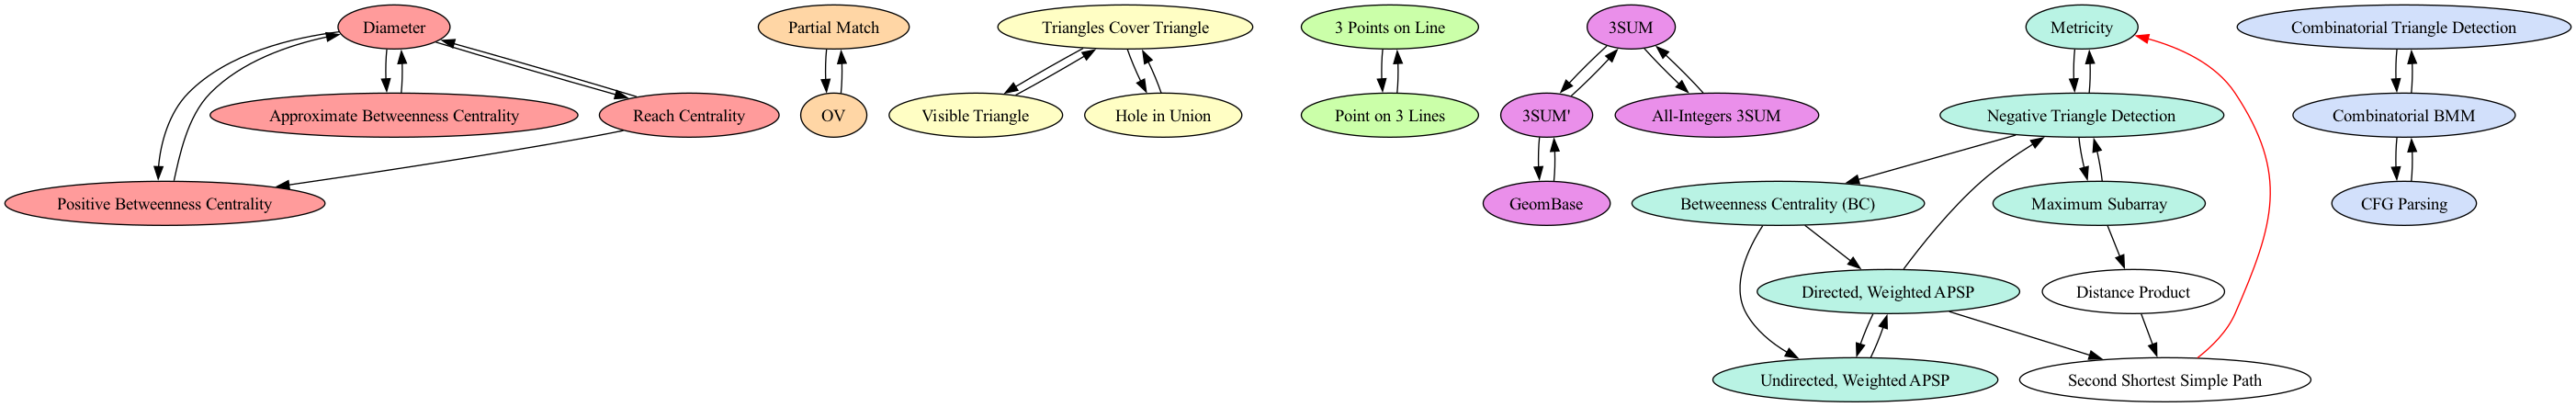 Diameter
Partial Match
Triangles Cover Triangle
3 Points on Line
3SUM
Metricity
Combinatorial Triangle Detection
Approximate Betweenness Centrality
Reach Centrality
OV
Visible Triangle
Hole in Union
Point on 3 Lines
3SUM'
All-Integers 3SUM
Negative Triangle Detection
Combinatorial BMM
Positive Betweenness Centrality
GeomBase
Betweenness Centrality (BC)
Maximum Subarray
CFG Parsing
Directed, Weighted APSP
Distance Product
Undirected, Weighted APSP
Second Shortest Simple Path